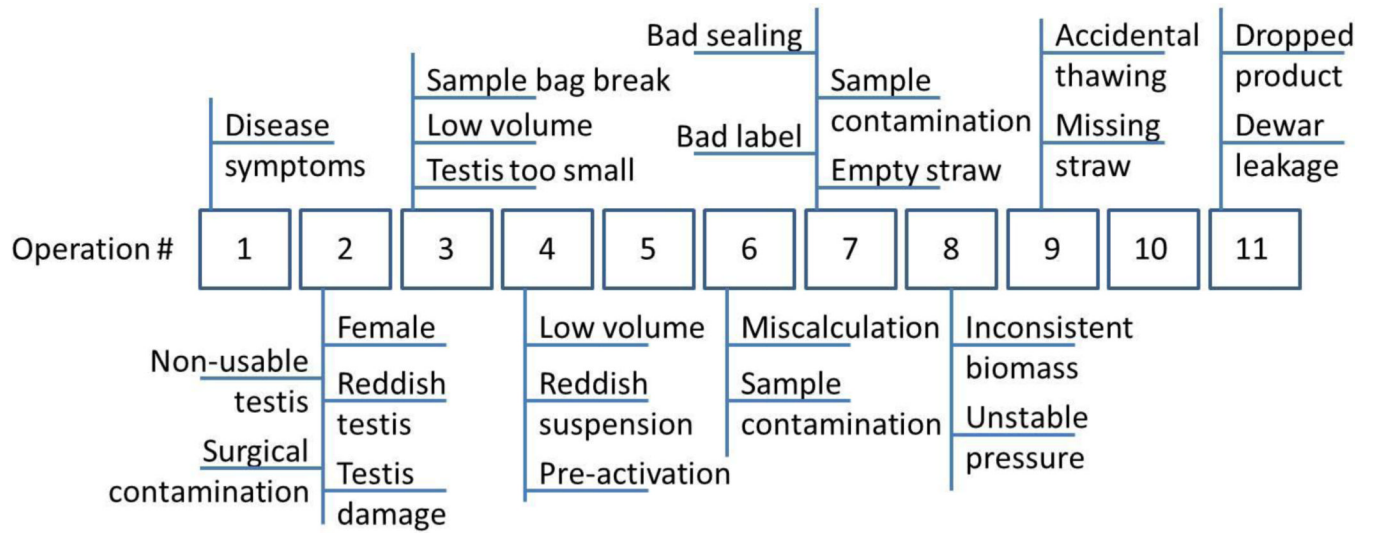 Bad sealing
Accidental
thawing
Dropped
product
Sample bag break
Sample
contamination
Disease
symptoms
Low volume
Bad label
Missing
straw
Dewar
leakage
Testis too small
Empty straw
Operation # 1 2 3 4 5 6 7 8 9 10 11
Non-usable
testis
Surgical
contamination
Female
Reddish
testis
Testis
damage
Low volume
Reddish
suspension
Pre-activation
Miscalculation
Sample
contamination
Inconsistent
biomass
Unstable
pressure